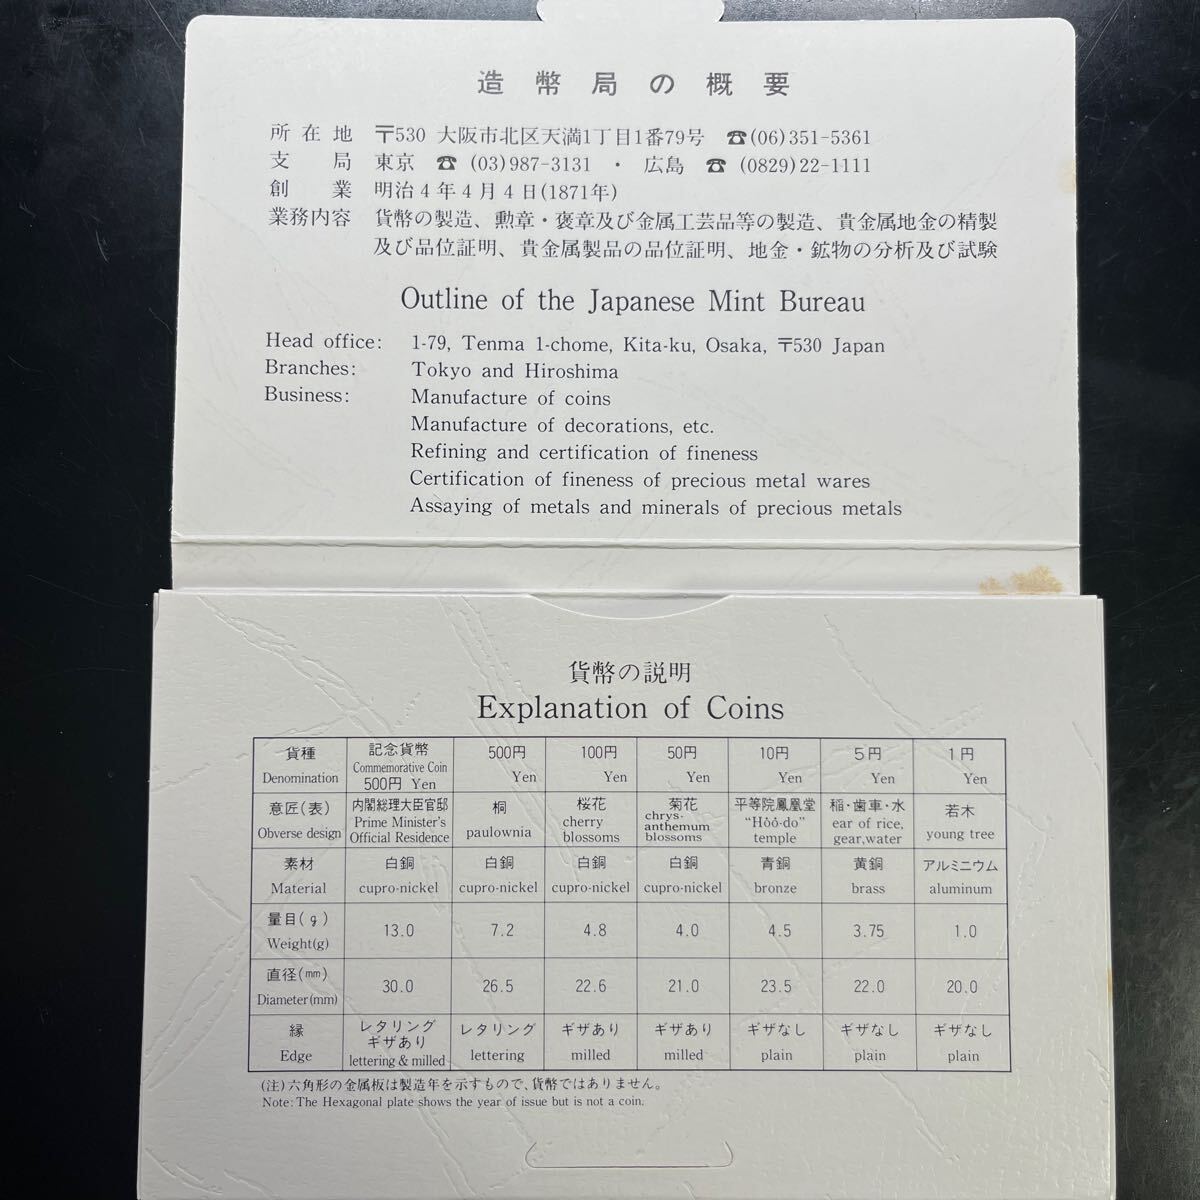 造幣局の概要
所在地 〒530 大阪市北区天満1丁目1番79号 ☎(06)351-5361
支局 東京 ☎ (03)987-3131 ・ 広島 ☎ (0829)22-1111
創業 明治4年4月4日(1871年)
業務内容 貨幣の製造、勲章・褒章及び金属工芸品等の製造、貴金属地金の精製
及び品位証明、貴金属製品の品位証明、地金・鉱物の分析及び試験
Outline of the Japanese Mint Bureau
Head office: 1-79, Tenma 1-chome, Kita-ku, Osaka, 〒530 Japan
Branches: Tokyo and Hiroshima
Business: Manufacture of coins
Manufacture of decorations, etc.
Refining and certification of fineness
Certification of fineness of precious metal wares
Assaying of metals and minerals of precious metals
貨幣の説明
Explanation of Coins
貨種 記念貨幣 500円 100円 50円 10円 5円 1円
Denomination Commemorative Coin 500円 Yen Yen Yen Yen Yen Yen Yen
意匠(表) 内閣総理大臣官邸 桐 桜花 菊花 平等院鳳凰堂 稲・歯車・水 若木
Obverse design Prime Minister's Official Residence paulownia cherry blossoms chrys-anthemum blossoms "Hôô-do" temple ear of rice, gear,water young tree
素材 白銅 白銅 白銅 白銅 青銅 黄銅 アルミニウム
Material cupro-nickel cupro-nickel cupro-nickel cupro-nickel bronze brass aluminum
量目(g)
Weight(g) 13.0 7.2 4.8 4.0 4.5 3.75 1.0
直径(mm)
Diameter(mm) 30.0 26.5 22.6 21.0 23.5 22.0 20.0
縁 レタリング ギザあり レタリング ギザあり ギザあり ギザなし ギザなし ギザなし
Edge lettering & milled lettering milled milled plain plain plain
(注)六角形の金属板は製造年を示すもので、貨幣ではありません。
Note: The Hexagonal plate shows the year of issue but is not a coin.